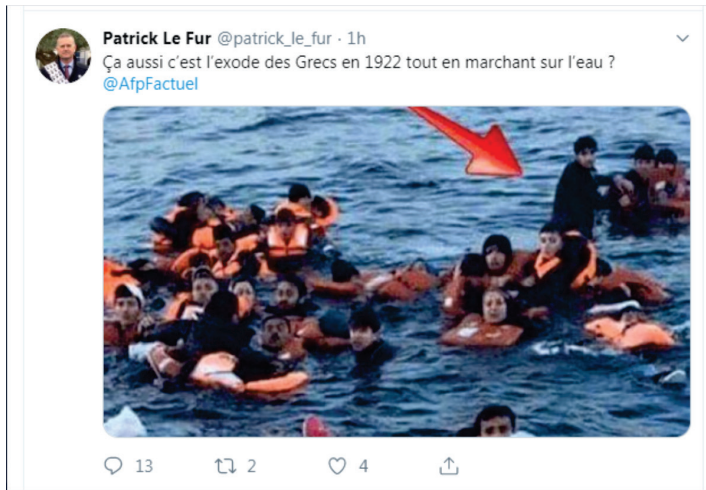 Patrick Le Fur @patrick_le_fur · 1h
Ça aussi c’est l’exode des Grecs en 1922 tout en marchant sur l’eau ?
@AfpFactuel
13 2 4